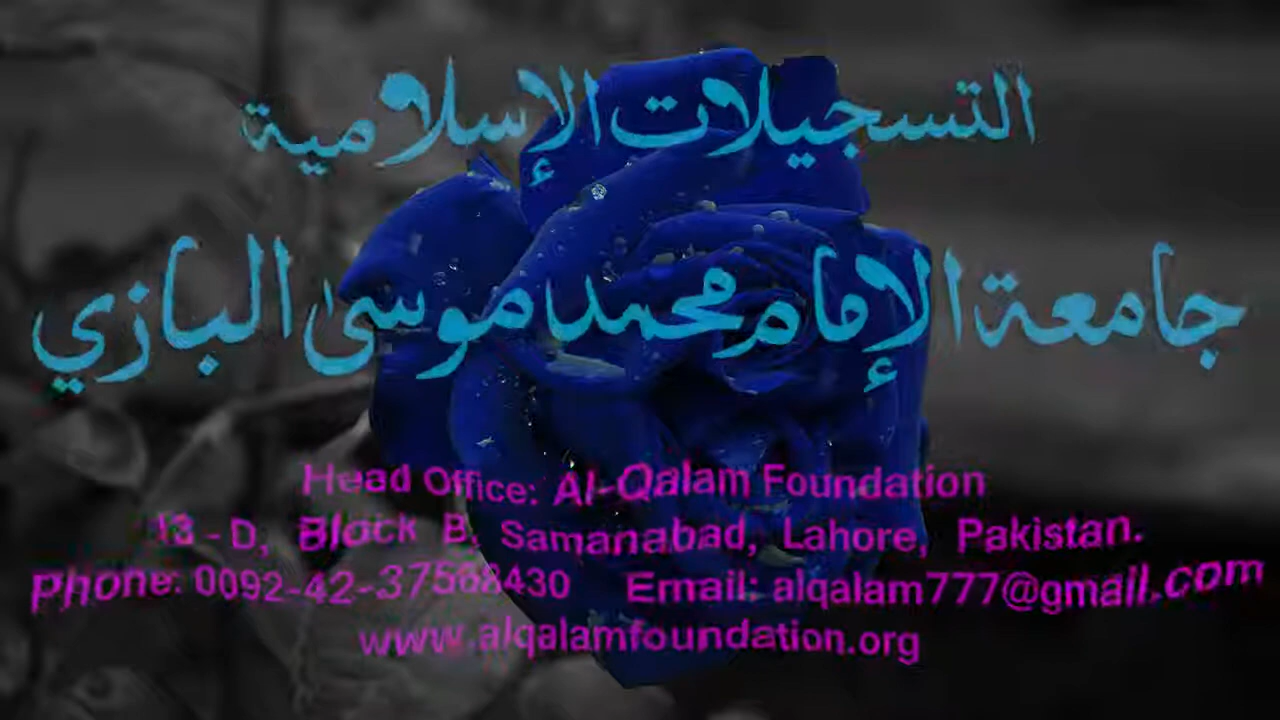 التسجيلات الإسلامية
جامعة الإمام محمد موسى البازي
Head Office: Al-Qalam Foundation
13 - D, Block B, Samanabad, Lahore, Pakistan.
Phone: 0092-42-37568430 Email: alqalam777@gmail.com
www.alqalamfoundation.org